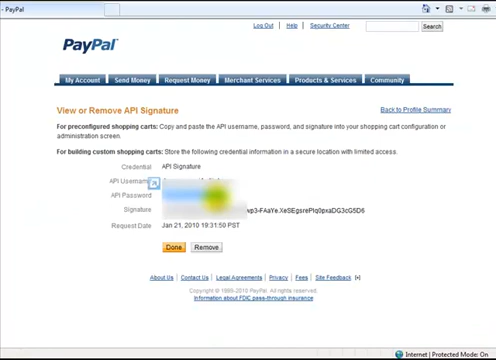 - PayPal
Log Out | Help | Security Center
Search
PayPal
My Account Send Money Request Money Merchant Services Products & Services Community
View or Remove API Signature
Back to Profile Summary
For preconfigured shopping carts: Copy and paste the API username, password, and signature into your shopping cart configuration or
administration screen.
For building custom shopping carts: Store the following credential information in a secure location with limited access.
Credential API Signature
API Username
API Password
Signature
Request Date Jan 21, 2010 19:31:50 PST
Done Remove
About Us | Contact Us | Legal Agreements | Privacy | Fees | Site Feedback [+]
Copyright © 1999-2010 PayPal. All rights reserved.
Information about FDIC pass-through insurance
Internet | Protected Mode: On